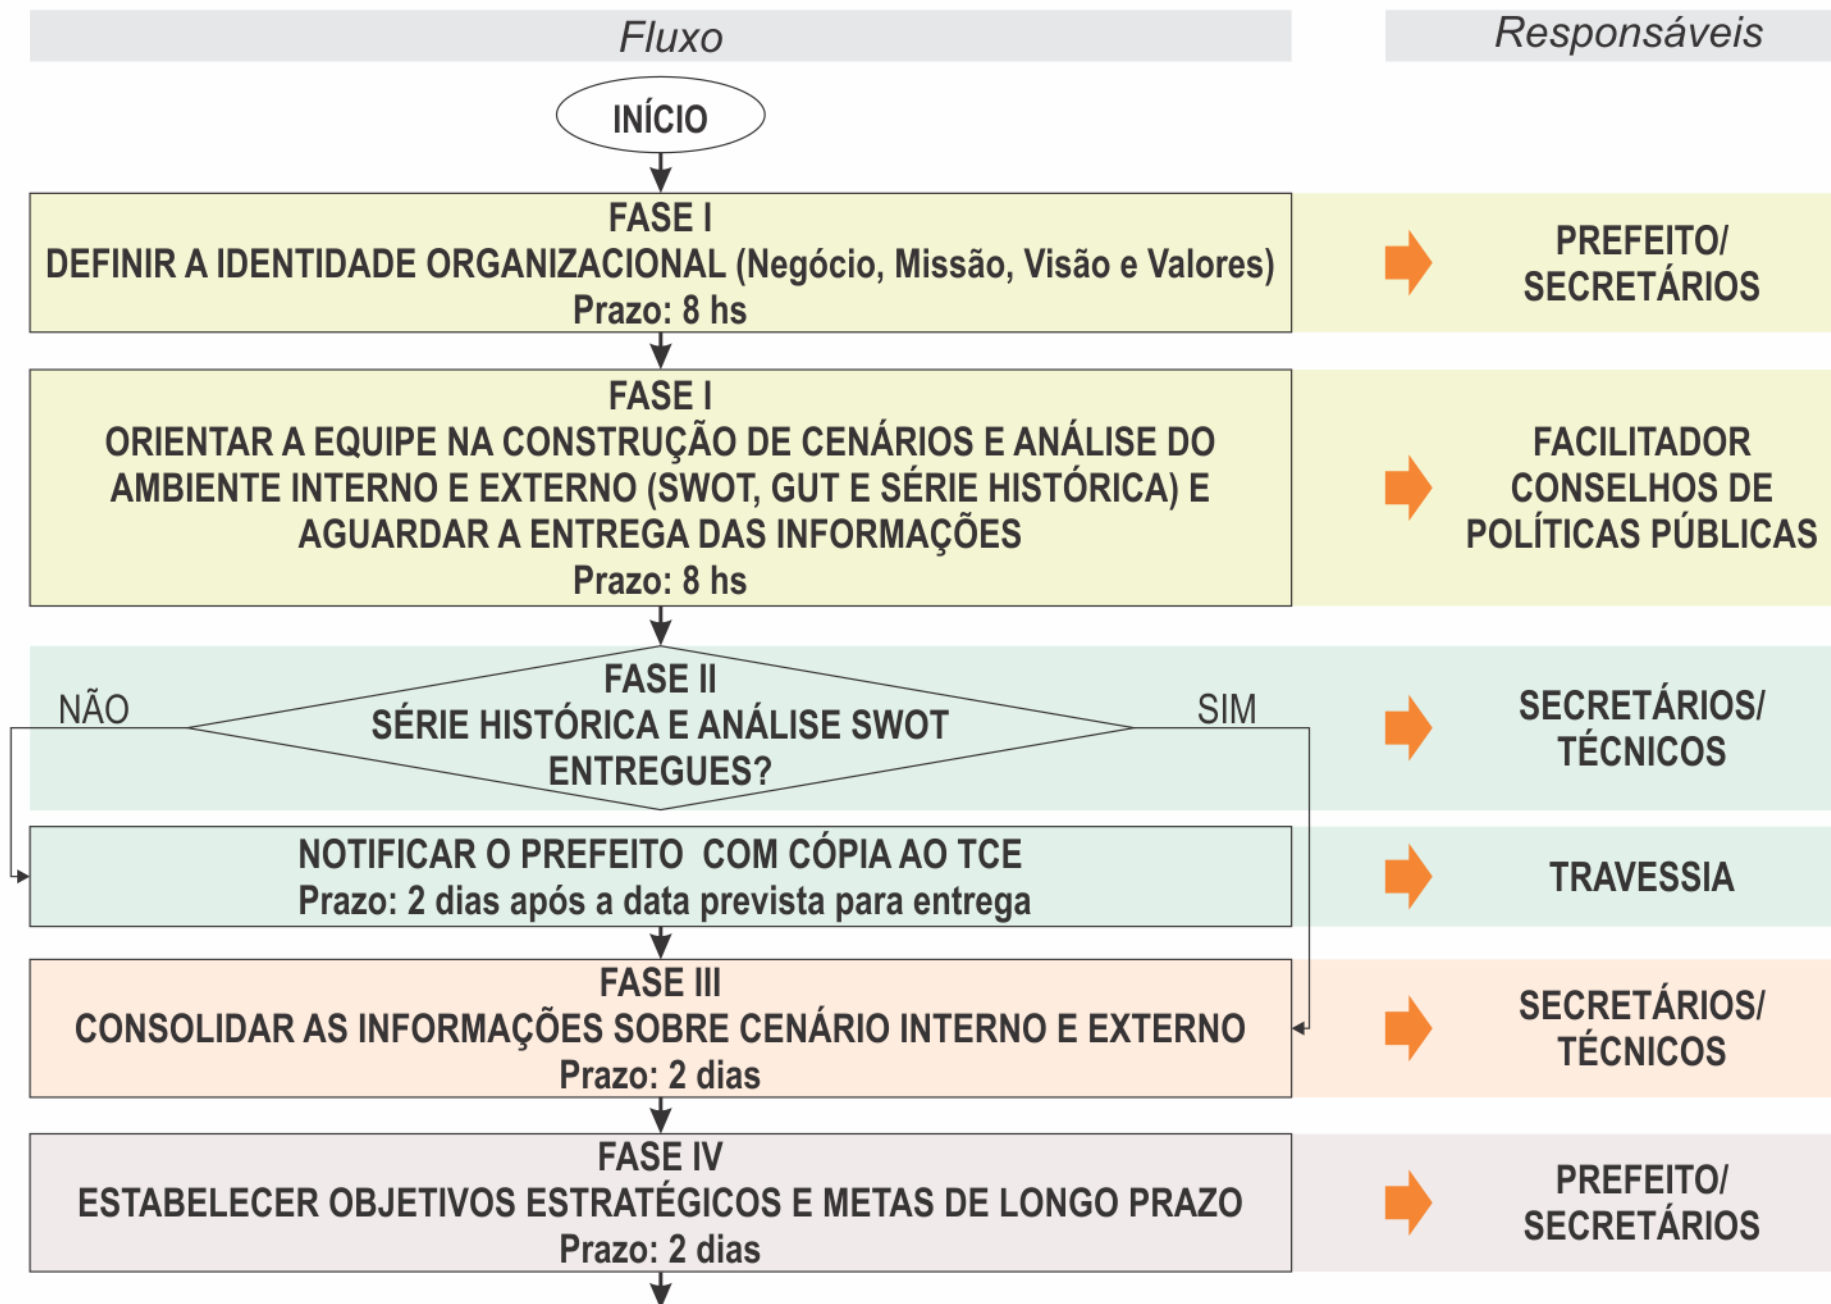 Fluxo
Responsáveis
INÍCIO
FASE I
DEFINIR A IDENTIDADE ORGANIZACIONAL (Negócio, Missão, Visão e Valores)
Prazo: 8 hs
PREFEITO/
SECRETÁRIOS
FASE I
ORIENTAR A EQUIPE NA CONSTRUÇÃO DE CENÁRIOS E ANÁLISE DO
AMBIENTE INTERNO E EXTERNO (SWOT, GUT E SÉRIE HISTÓRICA) E
AGUARDAR A ENTREGA DAS INFORMAÇÕES
Prazo: 8 hs
FACILITADOR
CONSELHOS DE
POLÍTICAS PÚBLICAS
NÃO
FASE II
SÉRIE HISTÓRICA E ANÁLISE SWOT
ENTREGUES?
SIM
SECRETÁRIOS/
TÉCNICOS
NOTIFICAR O PREFEITO COM CÓPIA AO TCE
Prazo: 2 dias após a data prevista para entrega
TRAVESSIA
FASE III
CONSOLIDAR AS INFORMAÇÕES SOBRE CENÁRIO INTERNO E EXTERNO
Prazo: 2 dias
SECRETÁRIOS/
TÉCNICOS
FASE IV
ESTABELECER OBJETIVOS ESTRATÉGICOS E METAS DE LONGO PRAZO
Prazo: 2 dias
PREFEITO/
SECRETÁRIOS